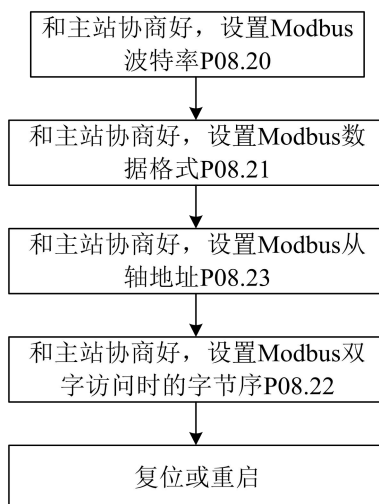 和主站协商好，设置Modbus
波特率P08.20
和主站协商好，设置Modbus数
据格式P08.21
和主站协商好，设置Modbus从
轴地址P08.23
和主站协商好，设置Modbus双
字访问时的字节序P08.22
复位或重启